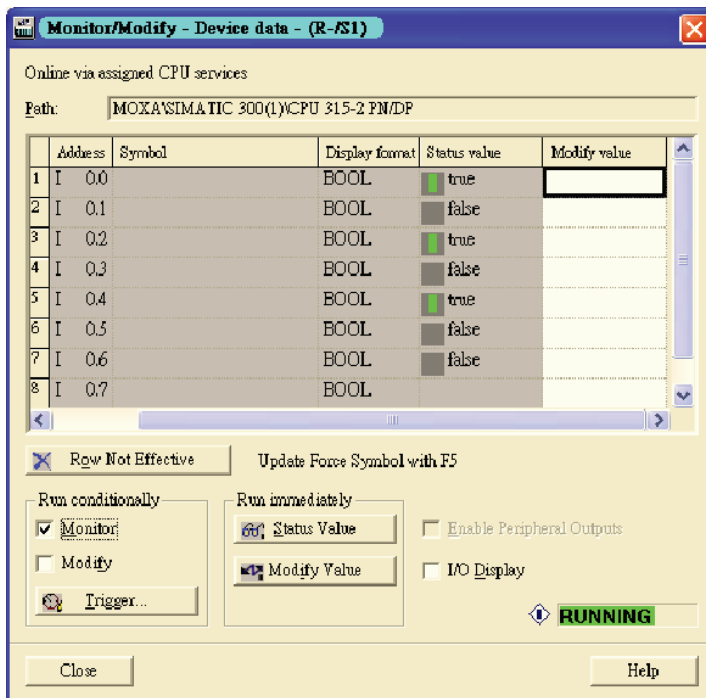 Monitor/Modify - Device data - (R-/S1)
Online via assigned CPU services
Path: MOXA\SIMATIC 300(1)\CPU 315-2 PN/DP
Address Symbol Display format Status value Modify value
1 I 0.0 BOOL true
2 I 0.1 BOOL false
3 I 0.2 BOOL true
4 I 0.3 BOOL false
5 I 0.4 BOOL true
6 I 0.5 BOOL false
7 I 0.6 BOOL false
8 I 0.7 BOOL
Row Not Effective Update Force Symbol with F5
Run conditionally Run immediately
Monitor Status Value Enable Peripheral Outputs
Modify Modify Value I/O Display
Trigger...
RUNNING
Close Help